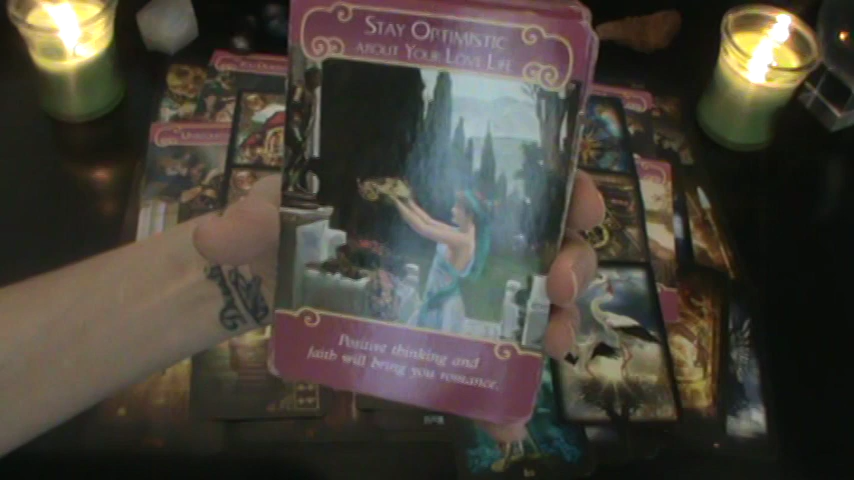 STAY OPTIMISTIC
ABOUT YOUR LOVE LIFE
Positive thinking and
faith will bring you romance.